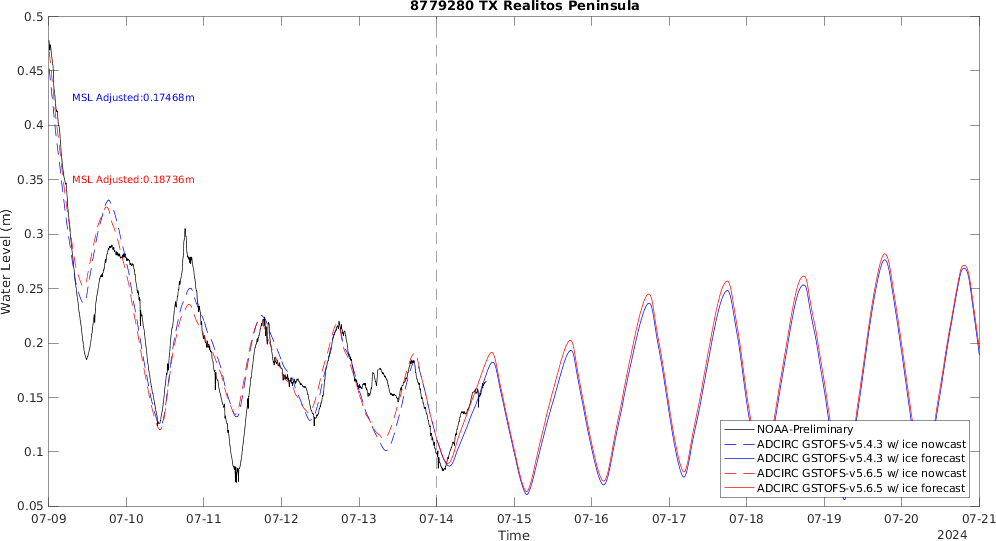 8779280 TX Realitos Peninsula
0.5
0.45
0.4
0.35
0.3
0.25
0.2
0.15
0.1
0.05
Water Level (m)
MSL Adjusted:0.17468m
MSL Adjusted:0.18736m
NOAA-Preliminary
ADCIRC GSTOFS-v5.4.3 w/ ice nowcast
ADCIRC GSTOFS-v5.4.3 w/ ice forecast
ADCIRC GSTOFS-v5.6.5 w/ ice nowcast
ADCIRC GSTOFS-v5.6.5 w/ ice forecast
07-09 07-10 07-11 07-12 07-13 07-14 07-15 07-16 07-17 07-18 07-19 07-20 07-21
Time
2024